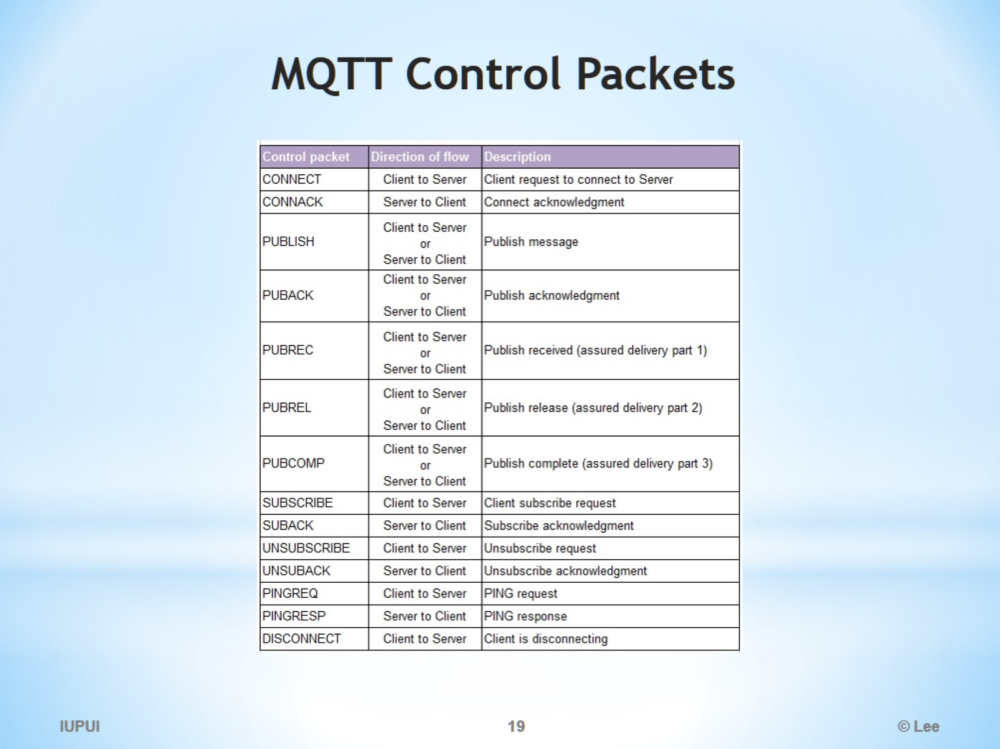 MQTT Control Packets
Control packet Direction of flow Description
CONNECT Client to Server Client request to connect to Server
CONNACK Server to Client Connect acknowledgment
PUBLISH Client to Server or Server to Client Publish message
PUBACK Client to Server or Server to Client Publish acknowledgment
PUBREC Client to Server or Server to Client Publish received (assured delivery part 1)
PUBREL Client to Server or Server to Client Publish release (assured delivery part 2)
PUBCOMP Client to Server or Server to Client Publish complete (assured delivery part 3)
SUBSCRIBE Client to Server Client subscribe request
SUBACK Server to Client Subscribe acknowledgment
UNSUBSCRIBE Client to Server Unsubscribe request
UNSUBACK Server to Client Unsubscribe acknowledgment
PINGREQ Client to Server PING request
PINGRESP Server to Client PING response
DISCONNECT Client to Server Client is disconnecting
IUPUI 19 © Lee